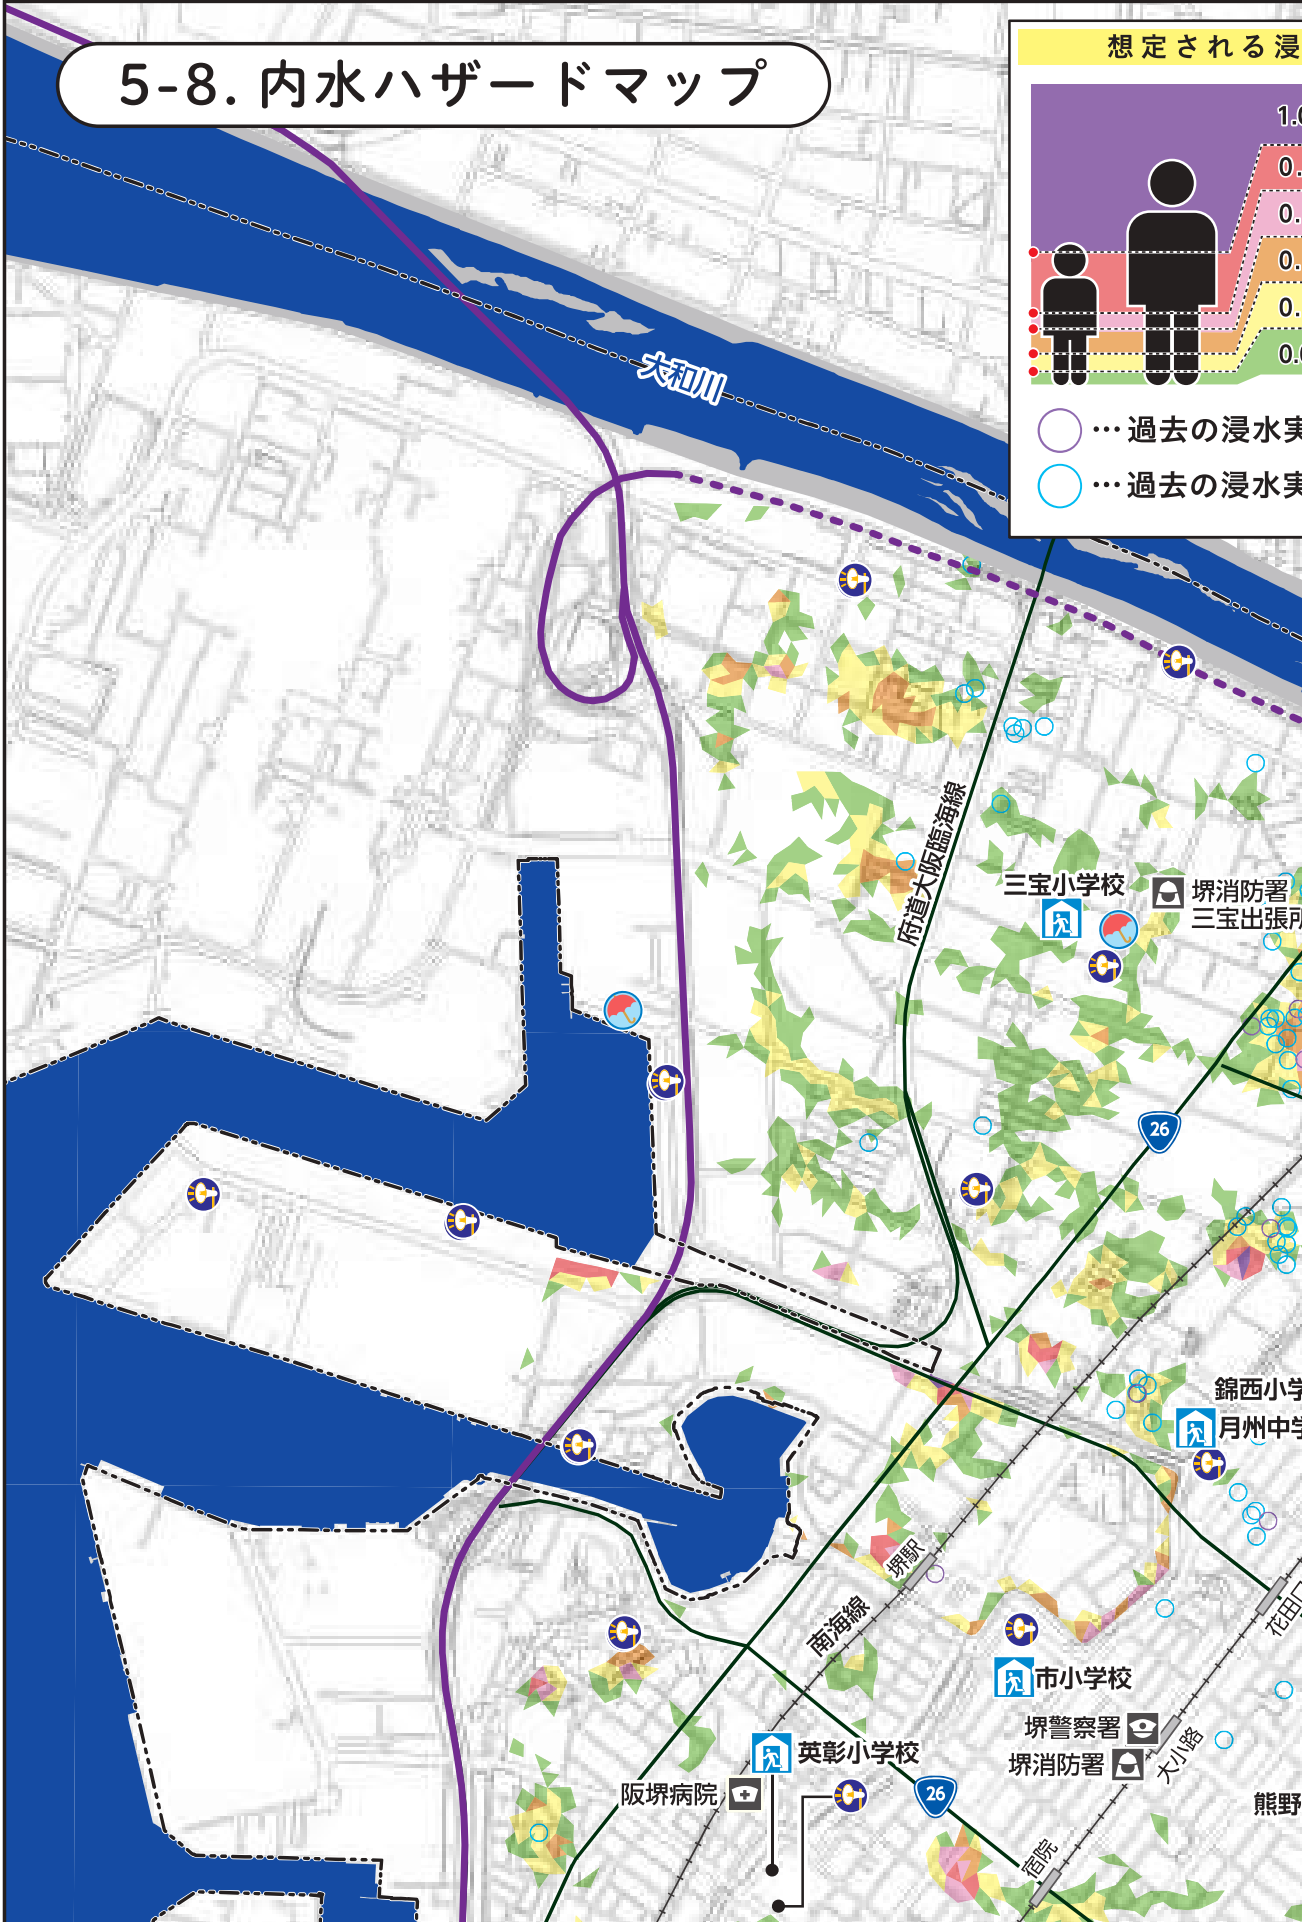 5-8. 内水ハザードマップ
想定される浸
1.0
0.
0.
0.
0.
0.0
…過去の浸水実
…過去の浸水実
大和川
府道大阪臨海線
三宝小学校
堺消防署
三宝出張所
26
錦西小学
月州中学
堺駅
南海線
花田口
市小学校
堺警察署
堺消防署
大小路
英彰小学校
阪堺病院
26
熊野
宿院